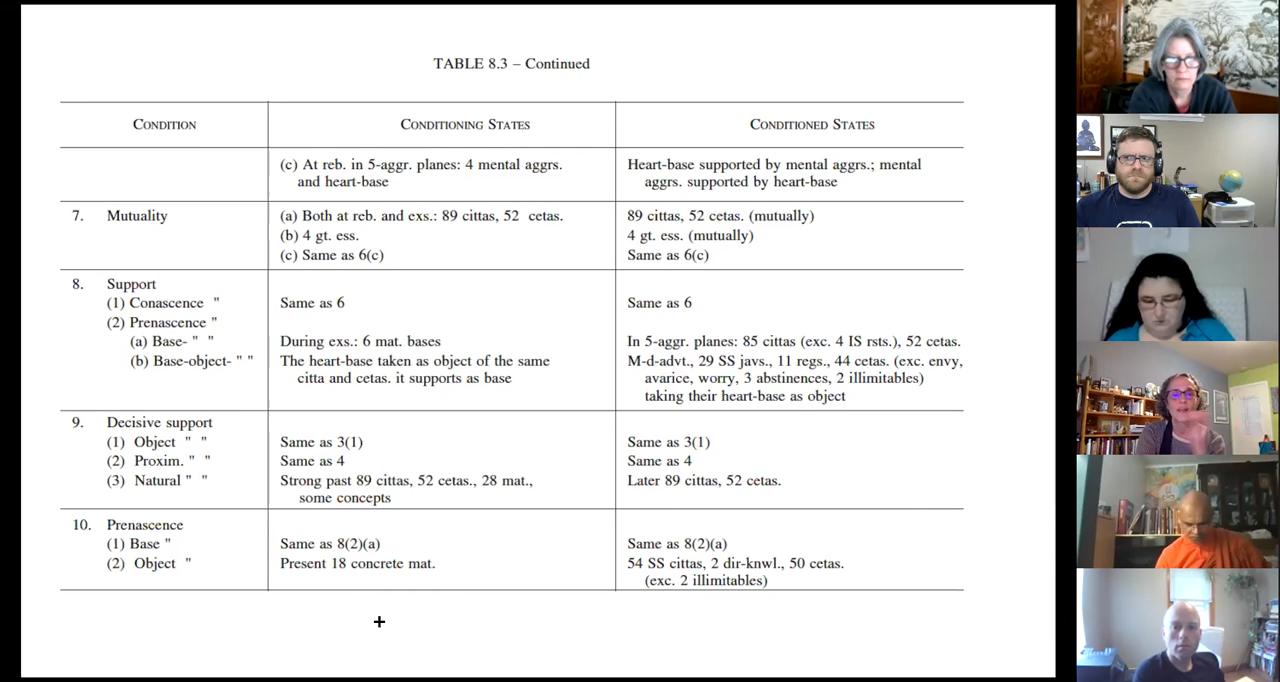 TABLE 8.3 – Continued
CONDITION CONDITIONING STATES CONDITIONED STATES
(c) At reb. in 5-aggr. planes: 4 mental aggrs. Heart-base supported by mental aggrs.; mental
and heart-base aggrs. supported by heart-base
7. Mutuality (a) Both at reb. and exs.: 89 cittas, 52 cetas. 89 cittas, 52 cetas. (mutually)
(b) 4 gt. ess. 4 gt. ess. (mutually)
(c) Same as 6(c) Same as 6(c)
8. Support
(1) Conascence " Same as 6 Same as 6
(2) Prenascence "
(a) Base- " " During exs.: 6 mat. bases In 5-aggr. planes: 85 cittas (exc. 4 IS rsts.), 52 cetas.
(b) Base-object- " " The heart-base taken as object of the same M-d-advt., 29 SS javs., 11 regs., 44 cetas. (exc. envy,
citta and cetas. it supports as base avarice, worry, 3 abstinences, 2 illimitables)
taking their heart-base as object
9. Decisive support
(1) Object " " Same as 3(1) Same as 3(1)
(2) Proxim. " " Same as 4 Same as 4
(3) Natural " " Strong past 89 cittas, 52 cetas., 28 mat., Later 89 cittas, 52 cetas.
some concepts
10. Prenascence
(1) Base " Same as 8(2)(a) Same as 8(2)(a)
(2) Object " Present 18 concrete mat. 54 SS cittas, 2 dir-knwl., 50 cetas.
(exc. 2 illimitables)